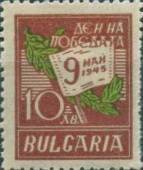 ДЕН НА
ПОБЕДАТА
9
МАЙ
1945
10
ЛВ
BULGARIA